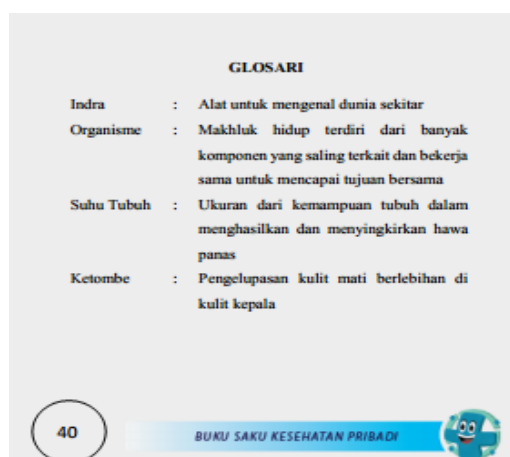 GLOSARI
Indra : Alat untuk mengenal dunia sekitar
Organisme : Makhluk hidup terdiri dari banyak
komponen yang saling terkait dan bekerja
sama untuk mencapai tujuan bersama
Suhu Tubuh : Ukuran dari kemampuan tubuh dalam
menghasilkan dan menyingkirkan hawa
panas
Ketombe : Pengelupasan kulit mati berlebihan di
kulit kepala
40
BUKU SAKU KESEHATAN PRIBADI